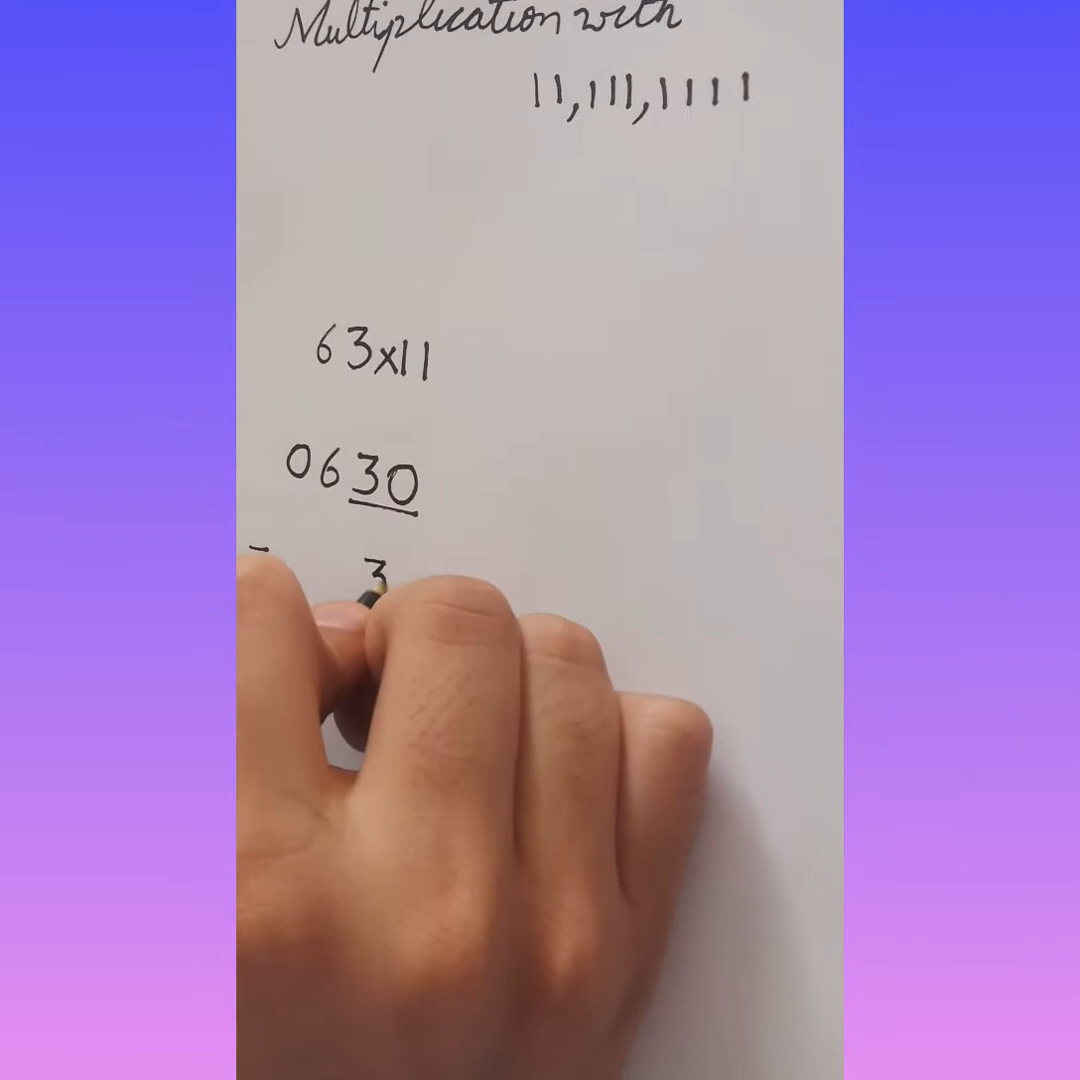 Multiplication with
11,111,1111
63x11
0630
= 3